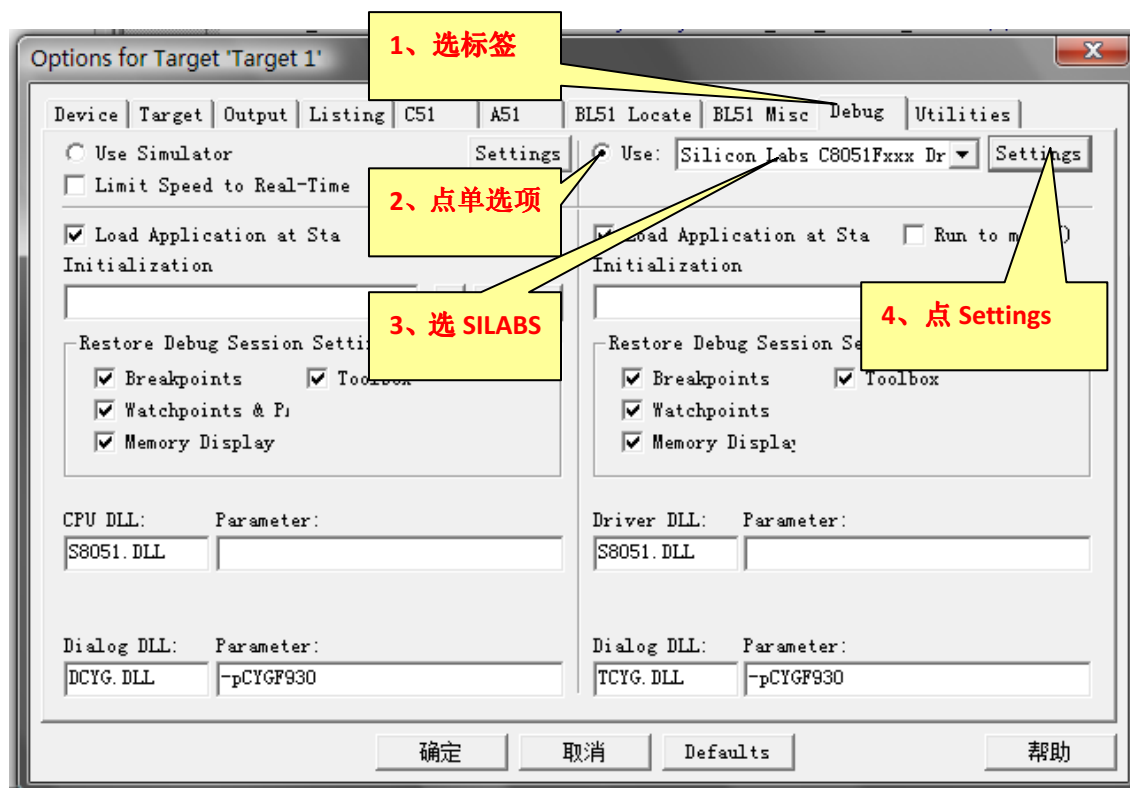 Options for Target 'Target 1'
1、选标签
Device Target Output Listing C51 A51 BL51 Locate BL51 Misc Debug Utilities
Use Simulator Settings Use: Silicon Labs C8051Fxxx Dr Settings
Limit Speed to Real-Time
2、点单选项
Load Application at Sta Load Application at Sta Run to m )
Initialization Initialization
3、选 SILABS
4、点 Settings
Restore Debug Session Setti Restore Debug Session Se
Breakpoints Toolbox Breakpoints Toolbox
Watchpoints & P Watchpoints
Memory Display Memory Display
CPU DLL: Parameter: Driver DLL: Parameter:
S8051.DLL S8051.DLL
Dialog DLL: Parameter: Dialog DLL: Parameter:
DCYG.DLL -pCYGF930 TCYG.DLL -pCYGF930
确定 取消 Defaults 帮助